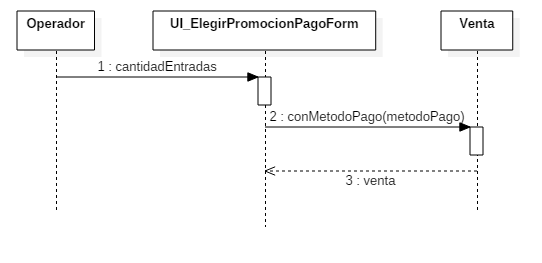 Operador
UI_ElegirPromocionPagoForm
Venta
1 : cantidadEntradas
2 : conMetodoPago(metodoPago)
3 : venta